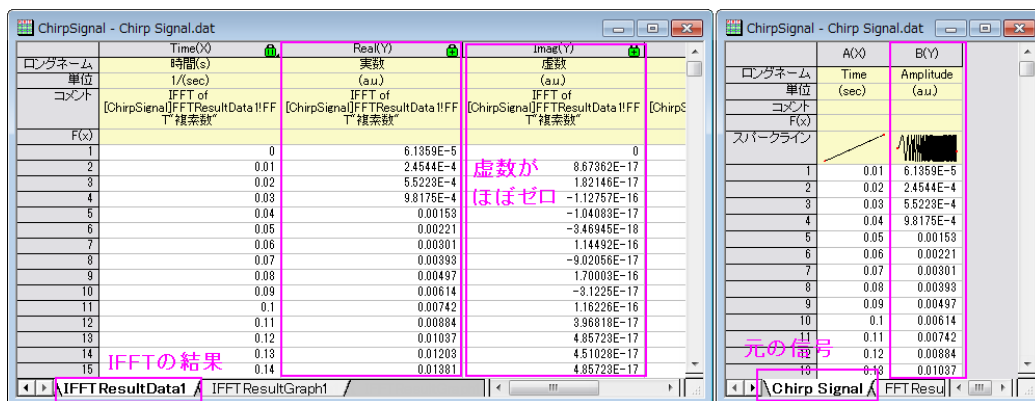 ChirpSignal - Chirp Signal.dat
Time(X) Real(Y) Imag(Y)
ロングネーム 時間(s) 実数 虚数
単位 1/(sec) (a.u.) (a.u.)
コメント IFFT of IFFT of IFFT of
[ChirpSignal]FFTResultData1!FF [ChirpSignal]FFTResultData1!FF [ChirpSignal]FFTResultData1!FF [ChirpS
T"複素数" T"複素数" T"複素数"
F(x)
1 0 6.1359E-5 0
2 0.01 2.4544E-4 8.67362E-17
3 0.02 5.5223E-4 1.82146E-17
4 0.03 9.8175E-4 -1.12757E-16
5 0.04 0.00153 -1.04083E-17
6 0.05 0.00221 -3.46945E-18
7 0.06 0.00301 1.14492E-16
8 0.07 0.00393 -9.02056E-17
9 0.08 0.00497 1.70003E-16
10 0.09 0.00614 -3.1225E-17
11 0.1 0.00742 1.16226E-16
12 0.11 0.00884 3.96818E-17
13 0.12 0.01037 4.85723E-17
14 0.13 0.01203 4.51028E-17
15 0.14 0.01381 4.85723E-17
虚数が
ほぼゼロ
IFFTの結果
IFFTResultData1 IFFTResultGraph1
ChirpSignal - Chirp Signal.dat
A(X) B(Y)
ロングネーム Time Amplitude
単位 (sec) (a.u.)
コメント
F(x)
スパークライン
1 0.01 6.1359E-5
2 0.02 2.4544E-4
3 0.03 5.5223E-4
4 0.04 9.8175E-4
5 0.05 0.00153
6 0.06 0.00221
7 0.07 0.00301
8 0.08 0.00393
9 0.09 0.00497
10 0.1 0.00614
11 0.11 0.00742
12 0.12 0.00884
13 0.13 0.01037
元の信号
Chirp Signal FFTResu